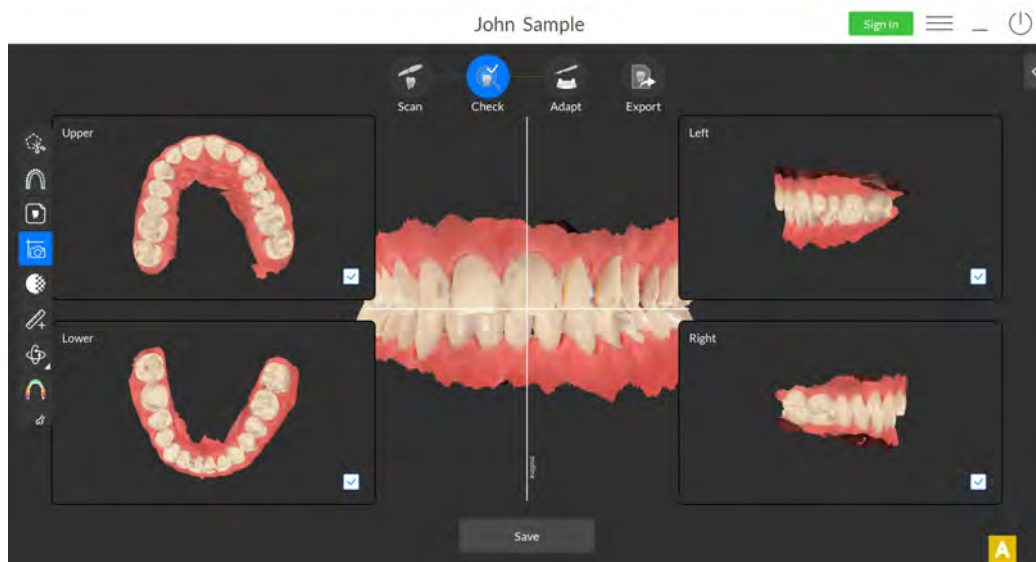 John Sample
Sign In
Scan
Check
Adapt
Export
Upper
Left
Lower
Right
Save
A